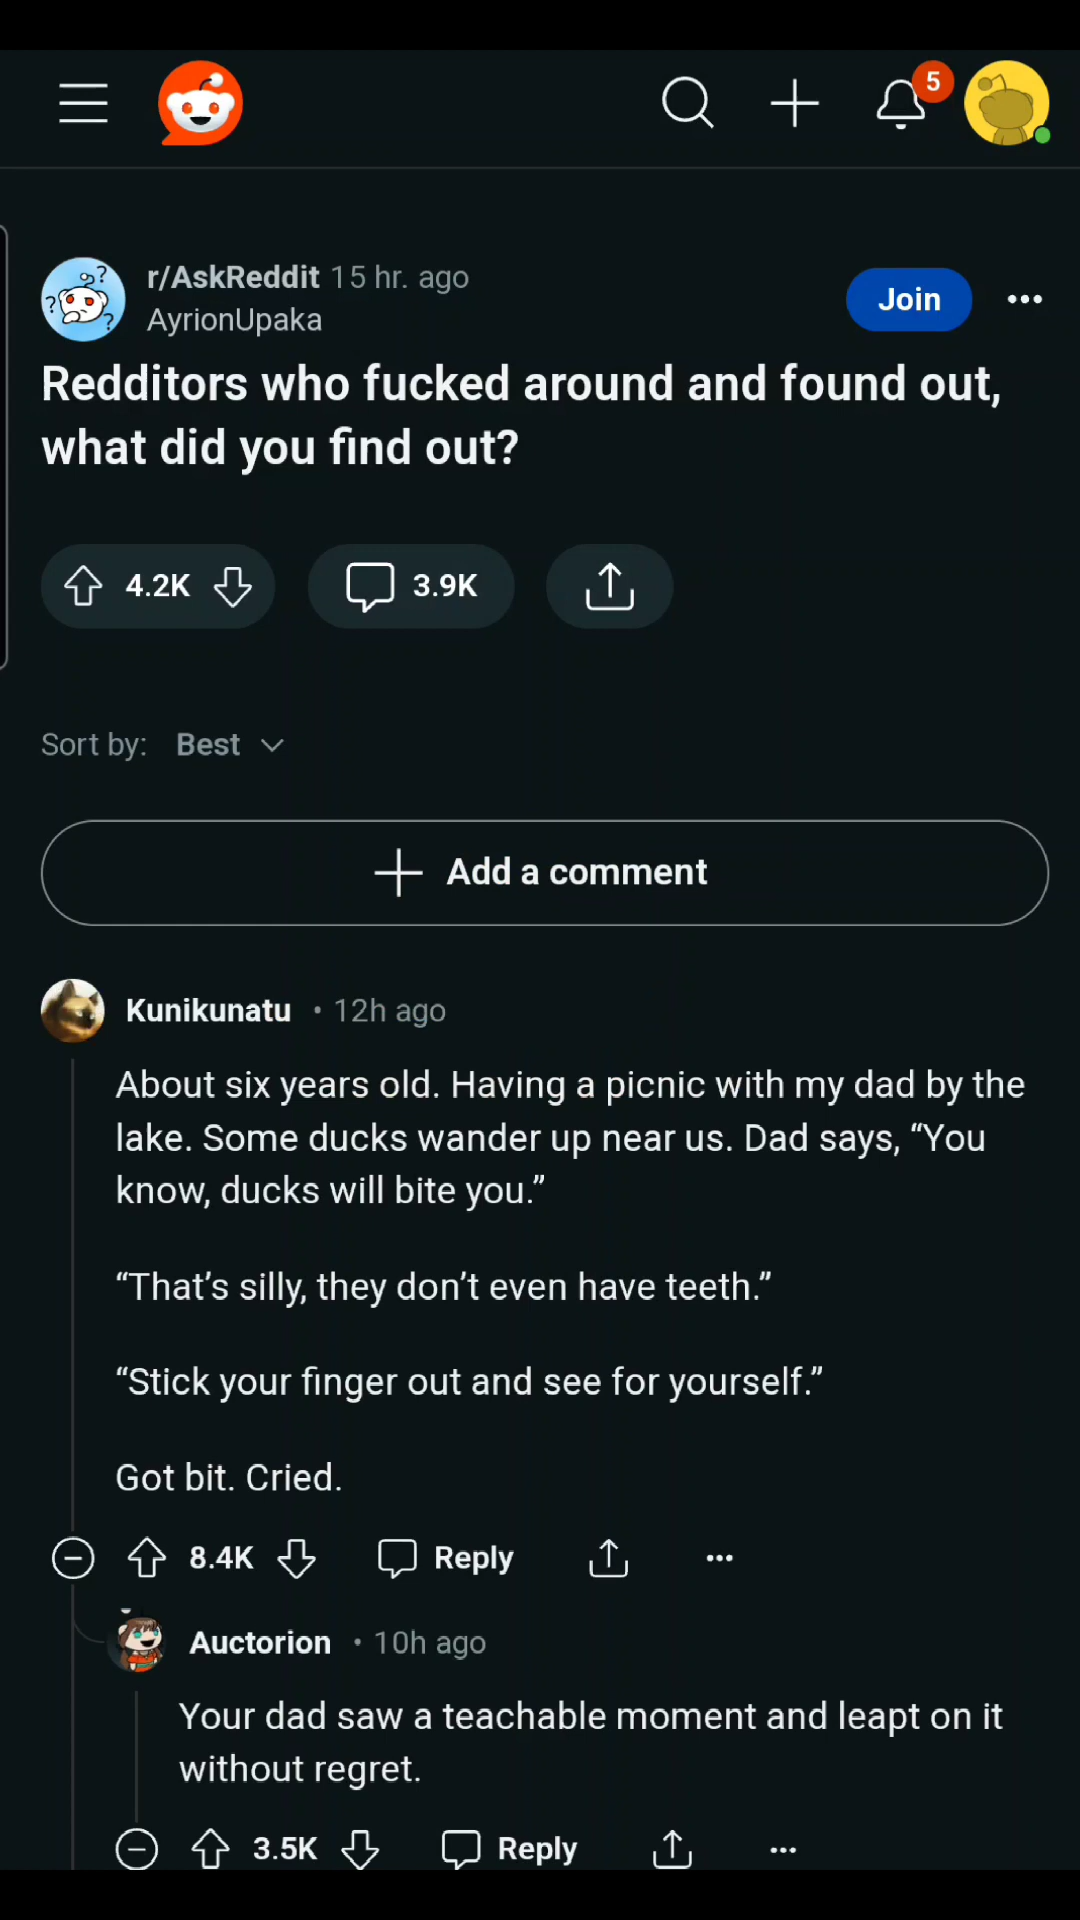 5
r/AskReddit 15 hr. ago
AyrionUpaka
Join
Redditors who fucked around and found out,
what did you find out?
4.2K
3.9K
Sort by: Best
Add a comment
Kunikunatu • 12h ago
About six years old. Having a picnic with my dad by the
lake. Some ducks wander up near us. Dad says, “You
know, ducks will bite you.”
“That’s silly, they don’t even have teeth.”
“Stick your finger out and see for yourself.”
Got bit. Cried.
8.4K Reply
Auctorion • 10h ago
Your dad saw a teachable moment and leapt on it
without regret.
3.5K Reply